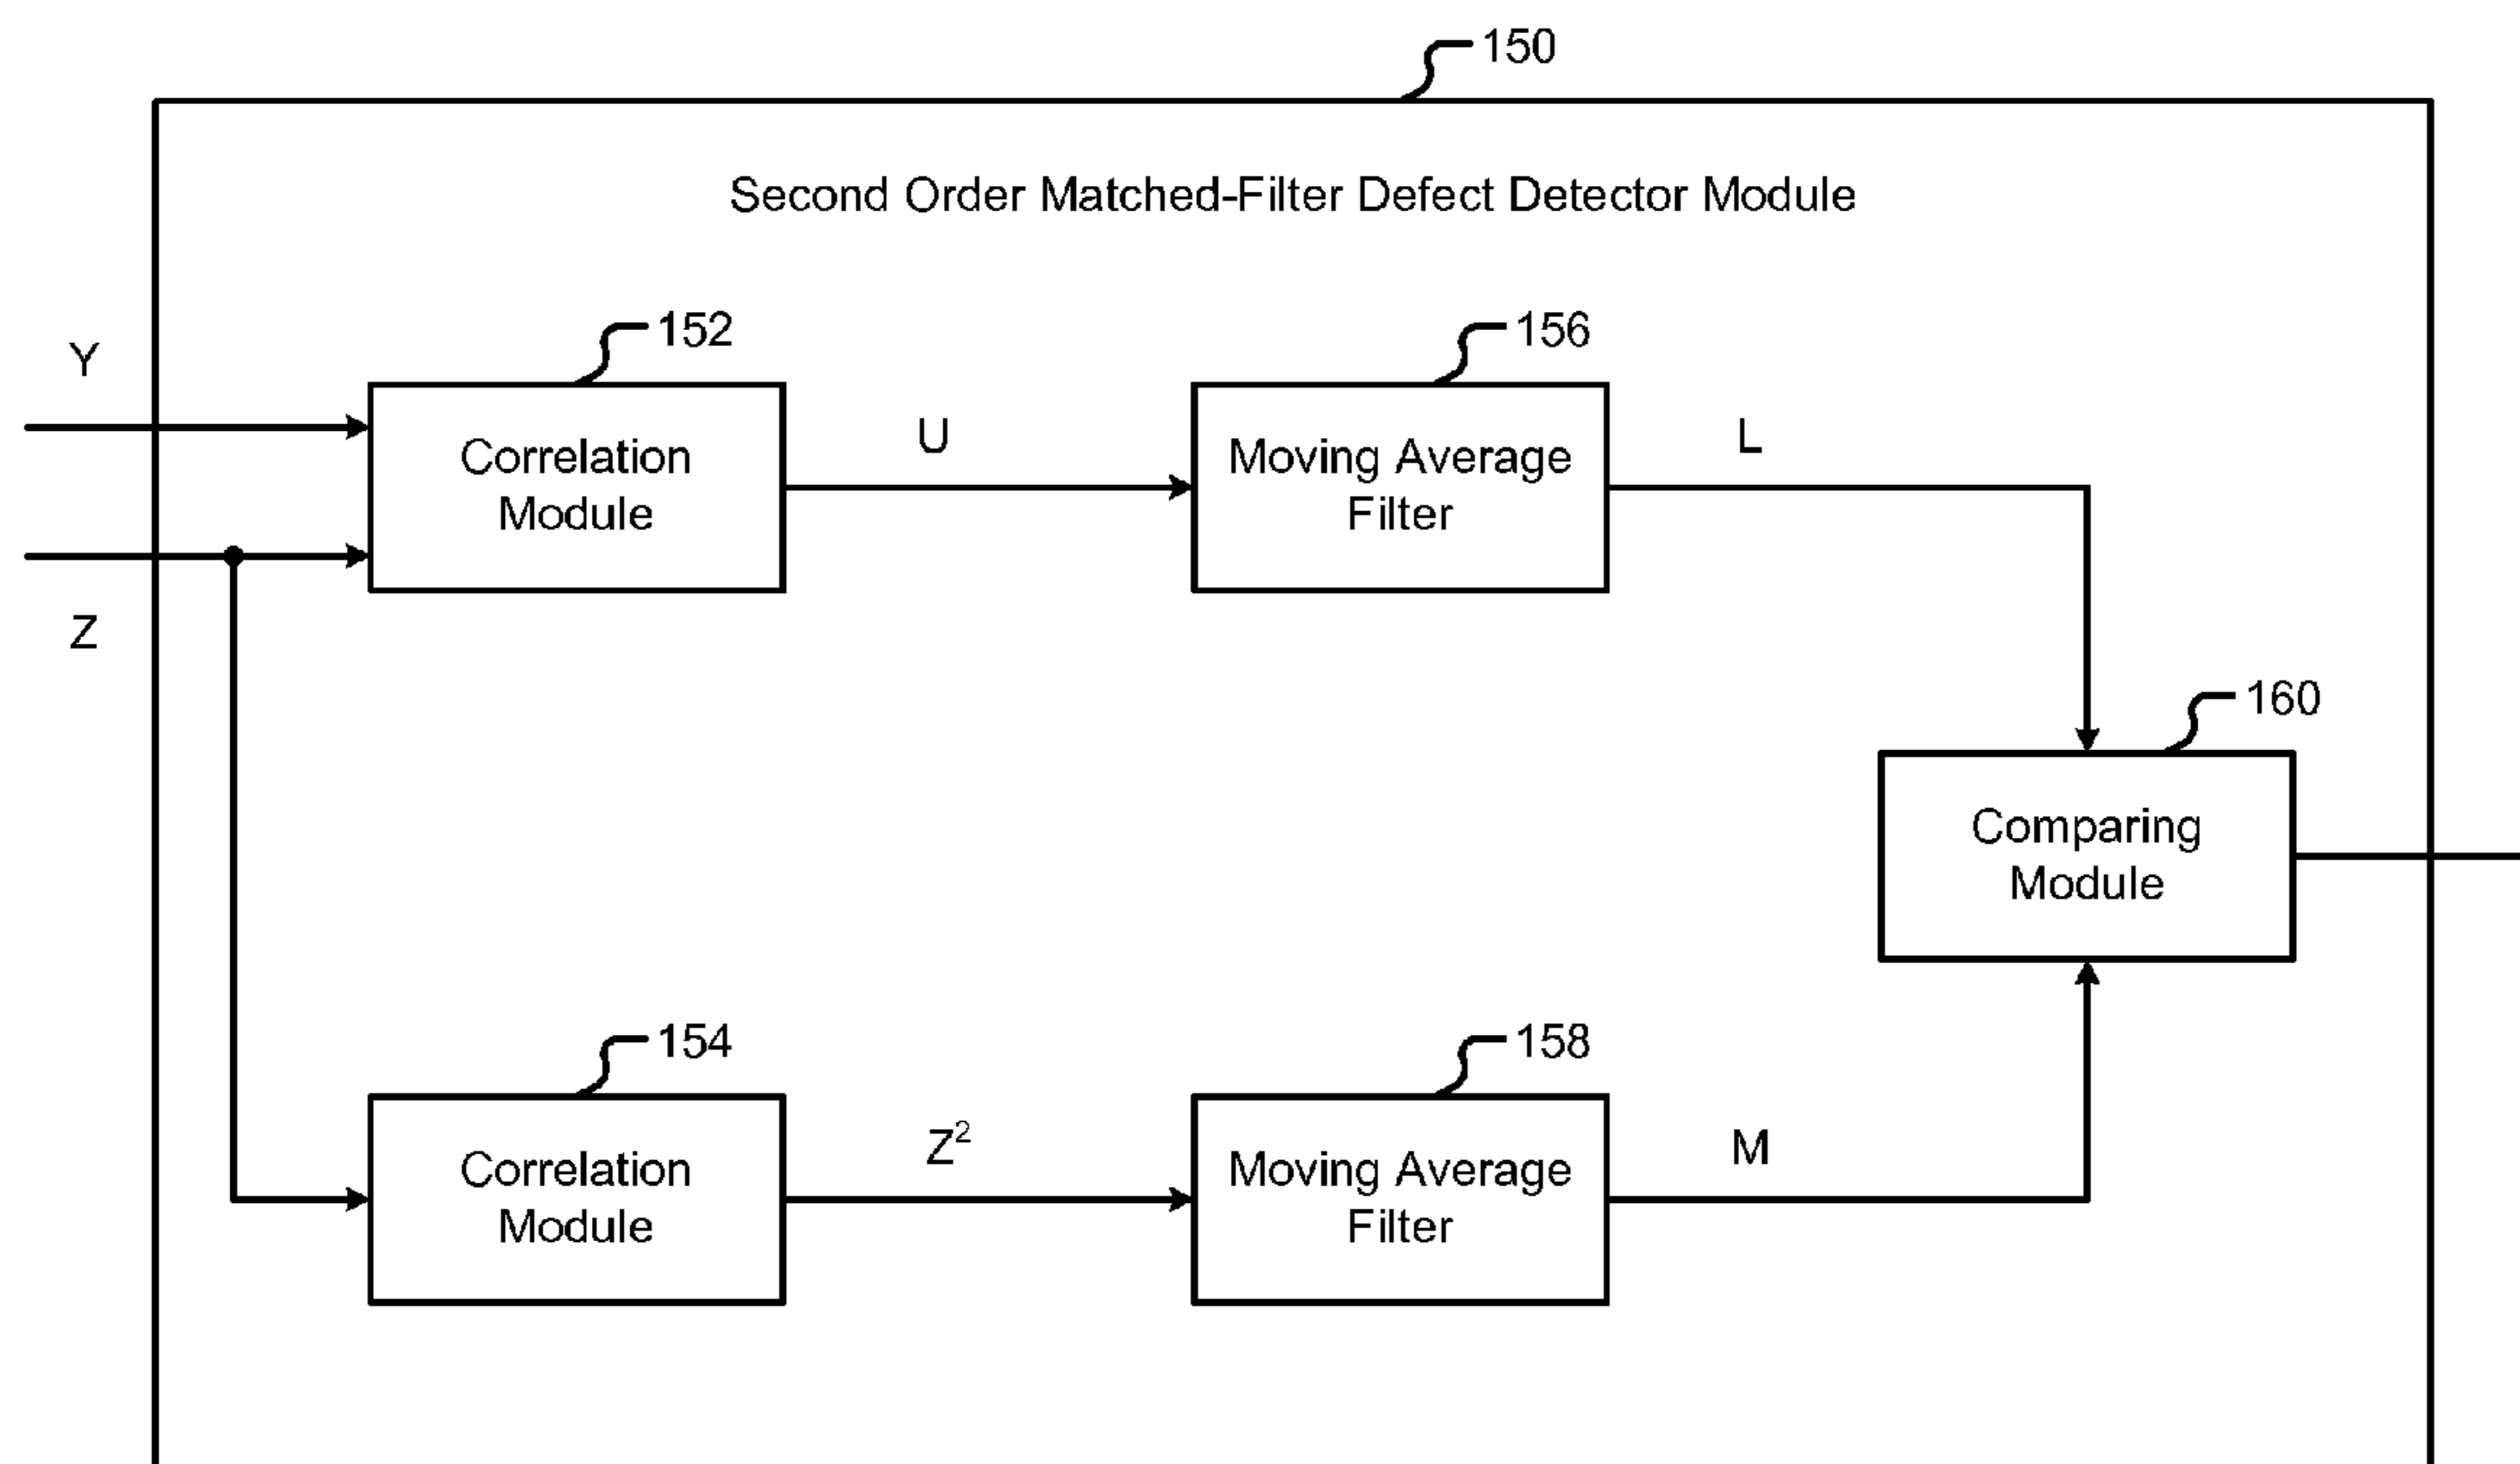 150
Second Order Matched-Filter Defect Detector Module
152
156
Y
Correlation
Module
U
Moving Average
Filter
L
Z
160
Comparing
Module
154
158
Correlation
Module
Z²
Moving Average
Filter
M